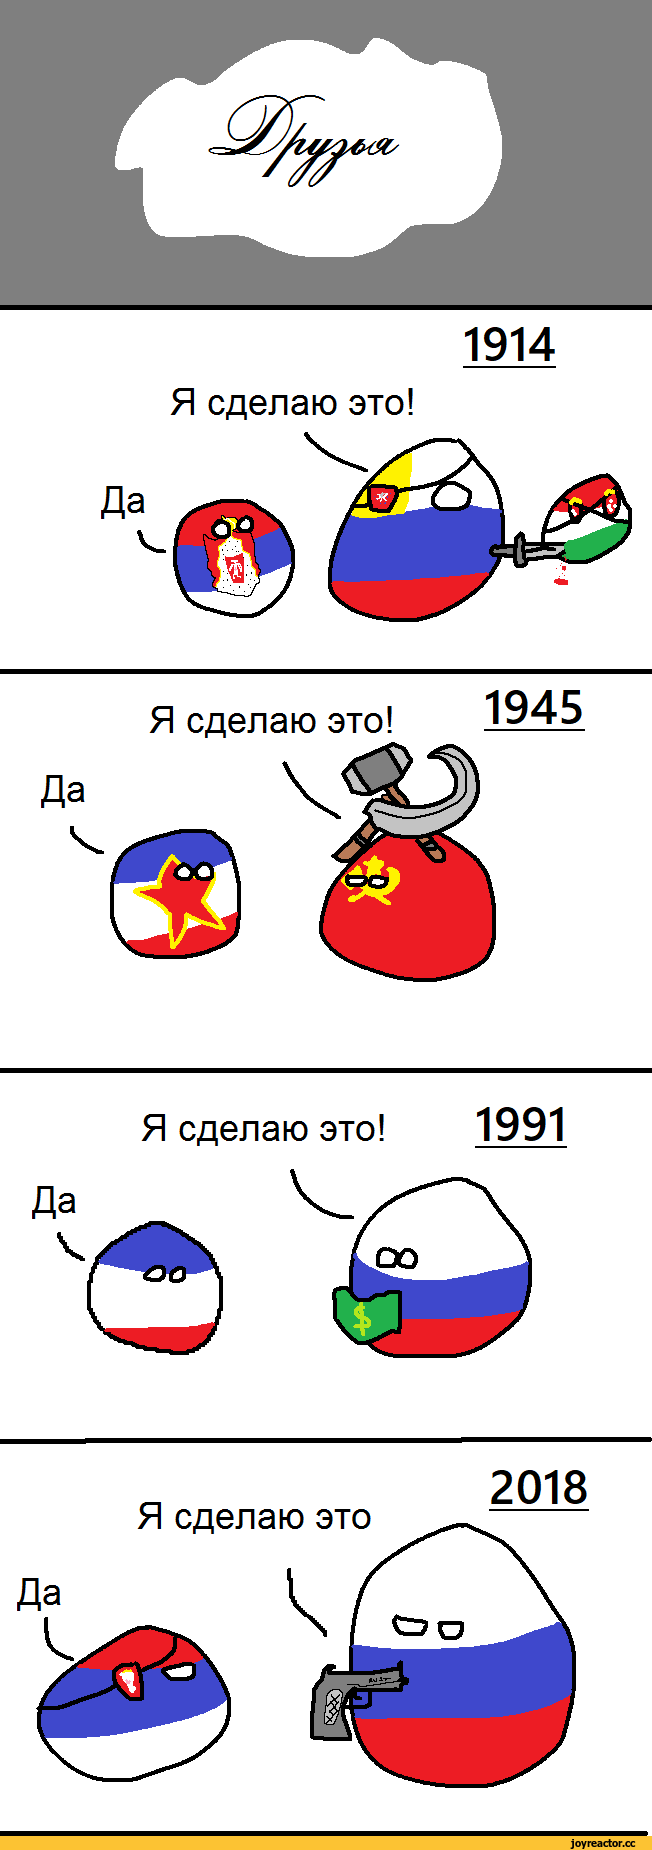 Друзья
1914
Я сделаю это!
Да
1945
Я сделаю это!
Да
1991
Я сделаю это!
Да
$
2018
Я сделаю это
Да
joyreactor.cc